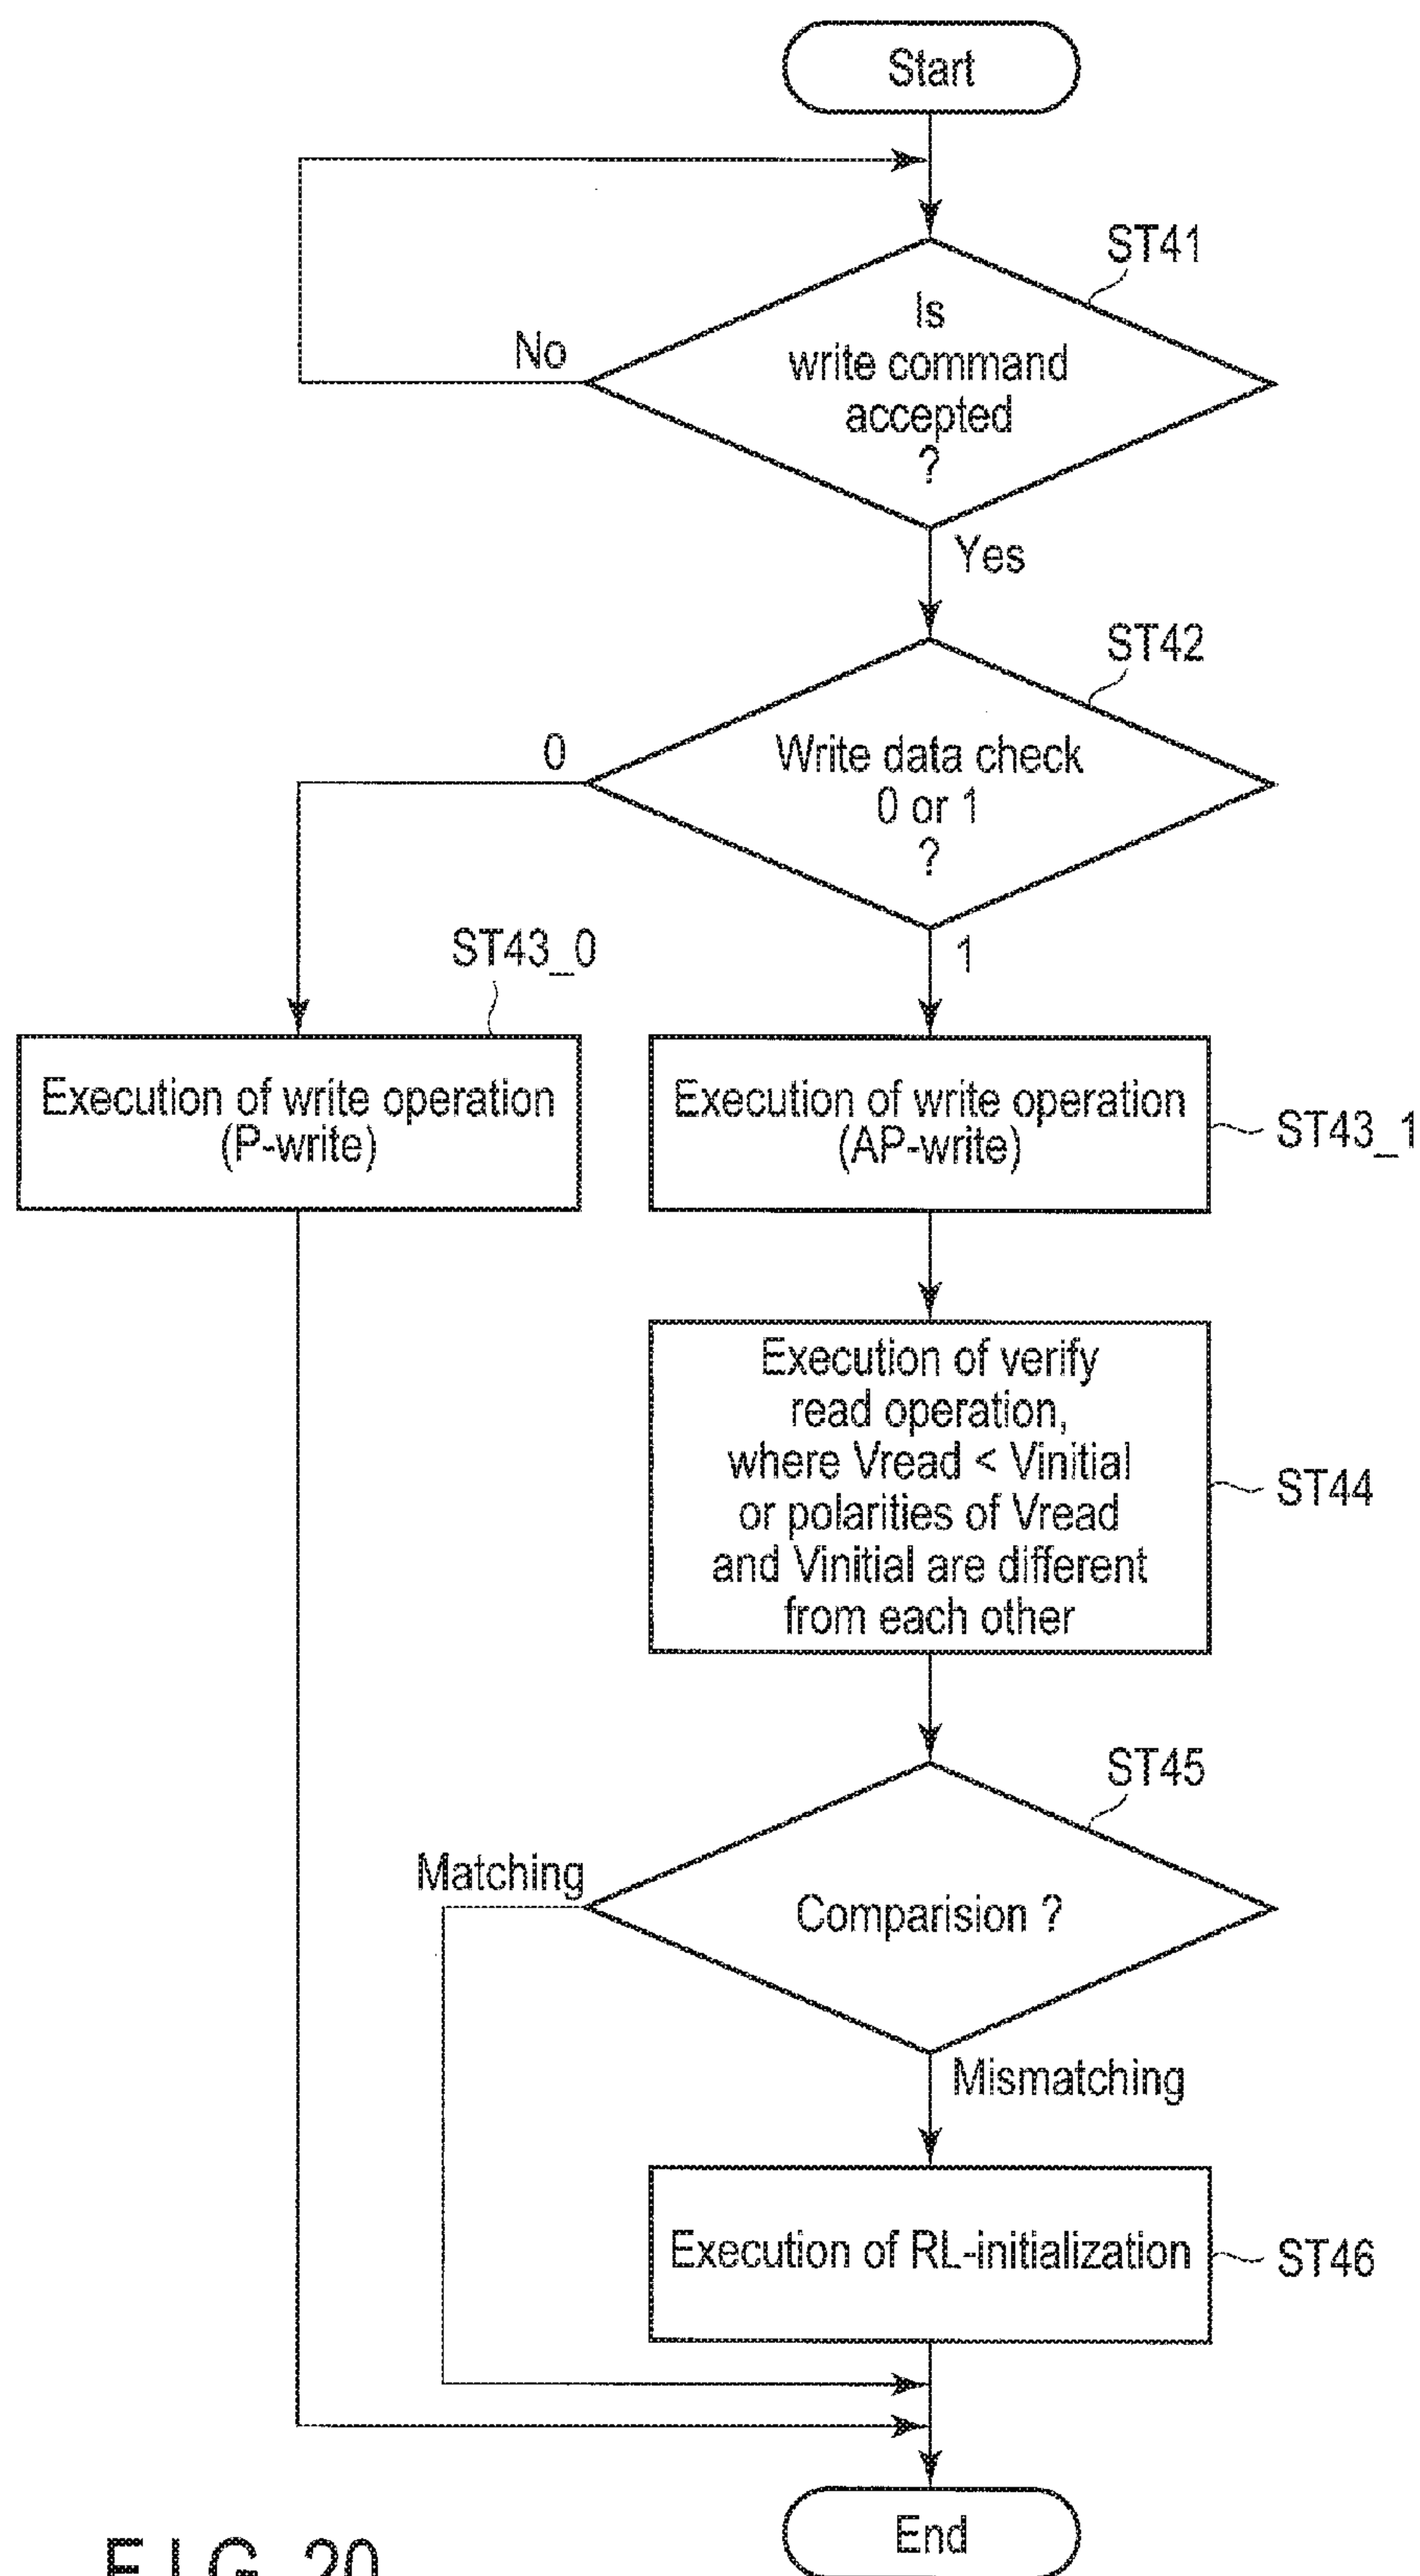 Start
ST41
Is
write command
accepted
?
No
Yes
ST42
Write data check
0 or 1
?
0
1
ST43_0
Execution of write operation
(P-write)
Execution of write operation
(AP-write)
ST43_1
Execution of verify
read operation,
where Vread < Vinitial
or polarities of Vread
and Vinitial are different
from each other
ST44
ST45
Matching
Comparision ?
Mismatching
Execution of RL-initialization
ST46
End
FIG. 20